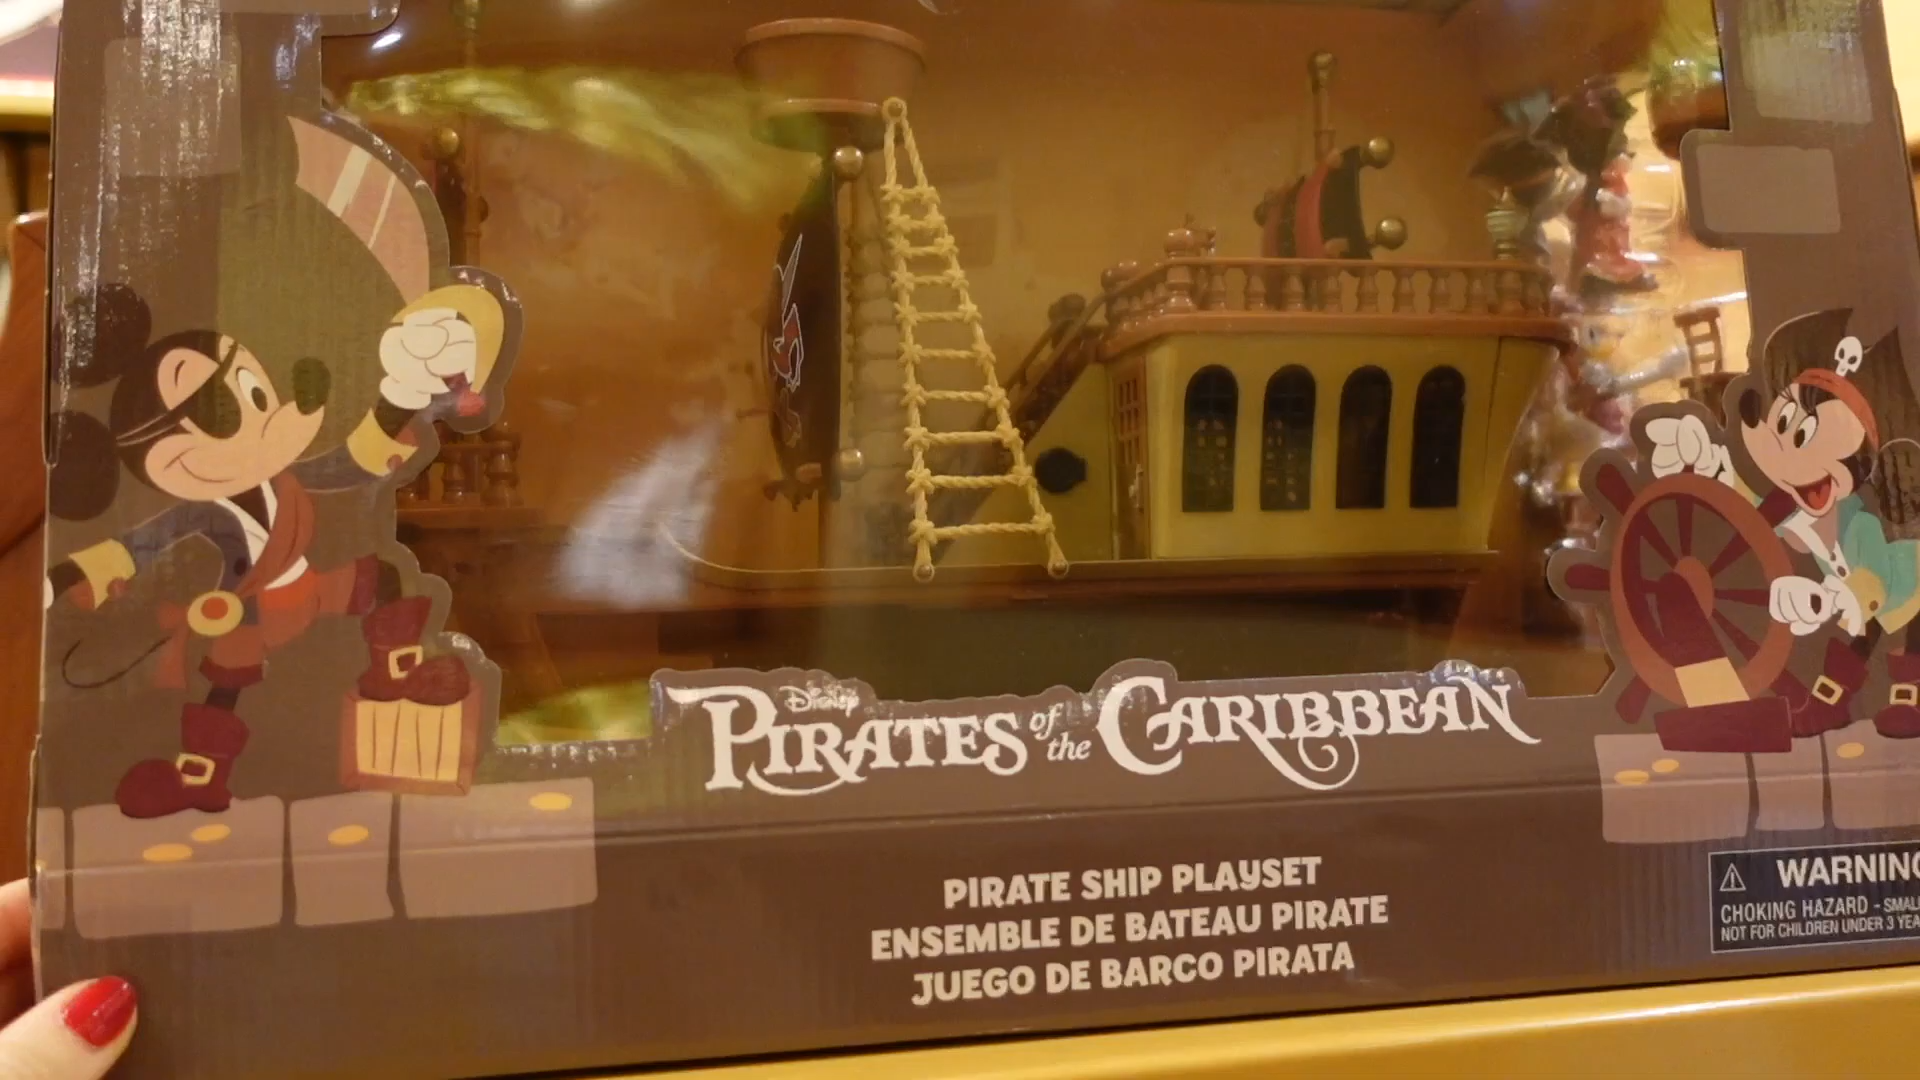 Disney
PIRATES of the CARIBBEAN
PIRATE SHIP PLAYSET
ENSEMBLE DE BATEAU PIRATE
JUEGO DE BARCO PIRATA
WARNING
CHOKING HAZARD - SMALL
NOT FOR CHILDREN UNDER 3